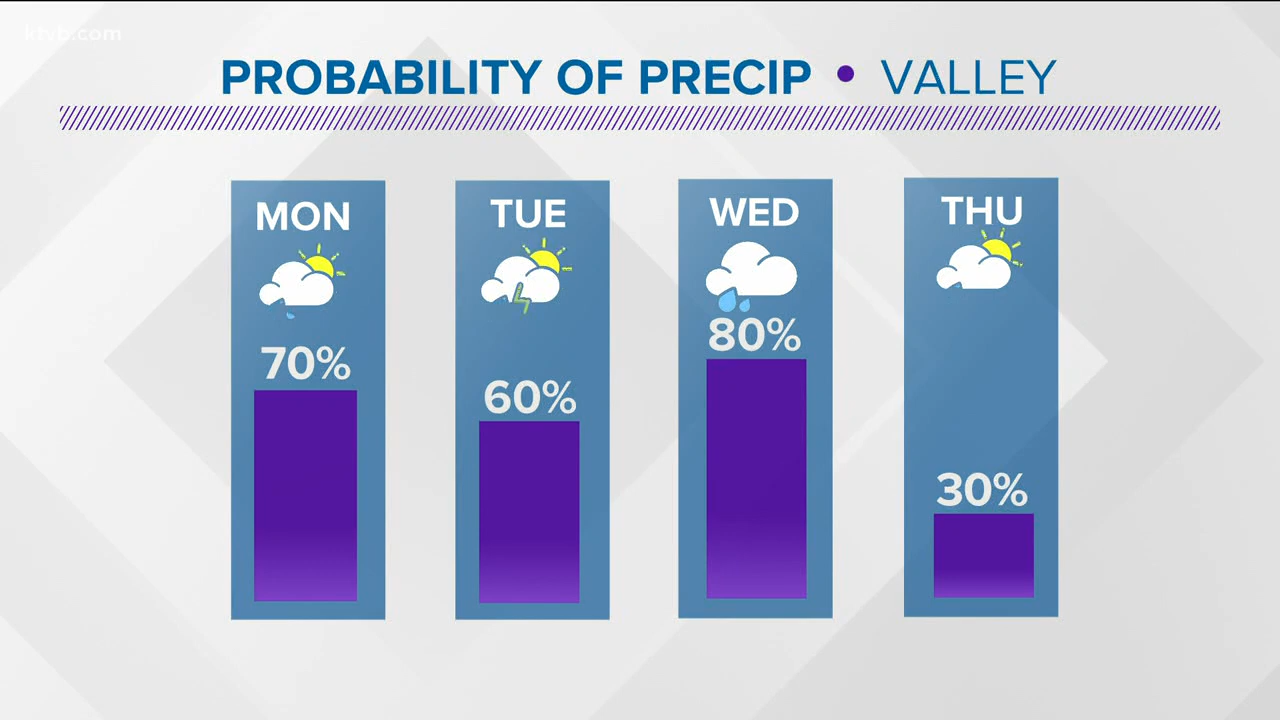 ktvb.com
PROBABILITY OF PRECIP • VALLEY
MON
TUE
WED
THU
70%
60%
80%
30%